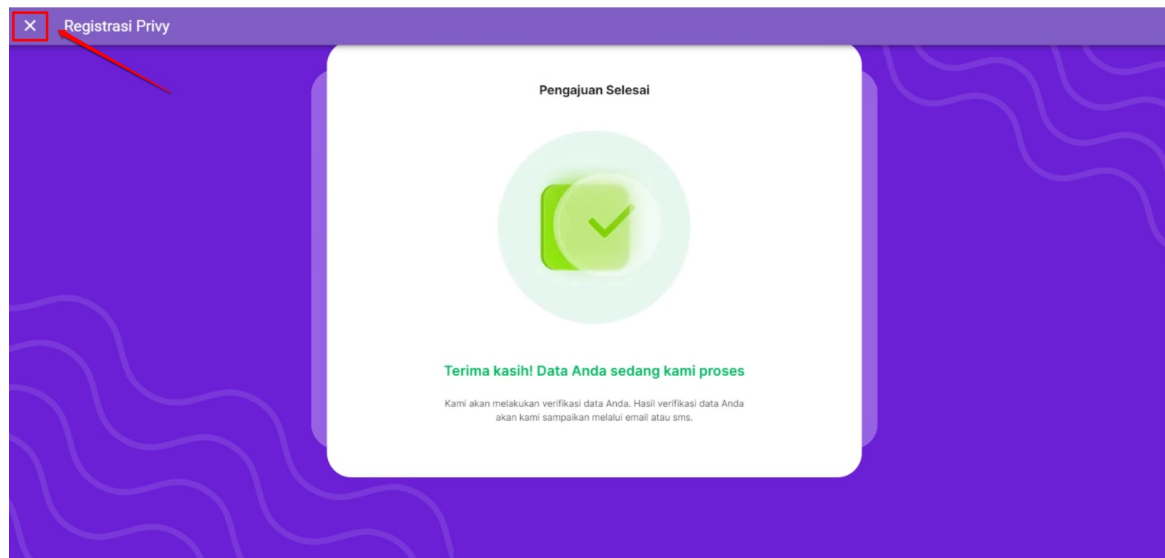 Registrasi Privy
Pengajuan Selesai
Terima kasih! Data Anda sedang kami proses
Kami akan melakukan verifikasi data Anda. Hasil verifikasi data Anda
akan kami sampaikan melalui email atau sms.